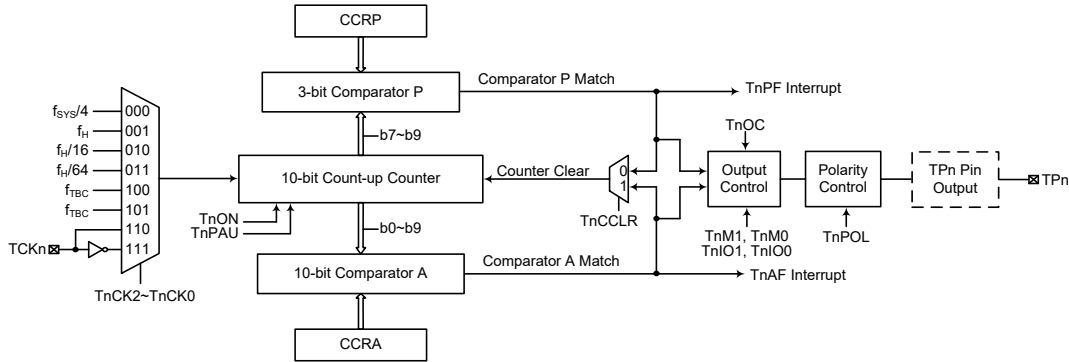 CCRP
3-bit Comparator P
Comparator P Match
TnPF Interrupt
fSYS/4
000
fH
001
fH/16
010
fH/64
011
fTBC
100
fTBC
101
110
TCKn
111
TnCK2~TnCK0
b7~b9
10-bit Count-up Counter
Counter Clear
TnON
TnPAU
b0~b9
0
1
TnCCLR
TnOC
Output
Control
TnM1, TnM0
TnIO1, TnIO0
Polarity
Control
TnPOL
TPn Pin
Output
TPn
10-bit Comparator A
Comparator A Match
TnAF Interrupt
CCRA